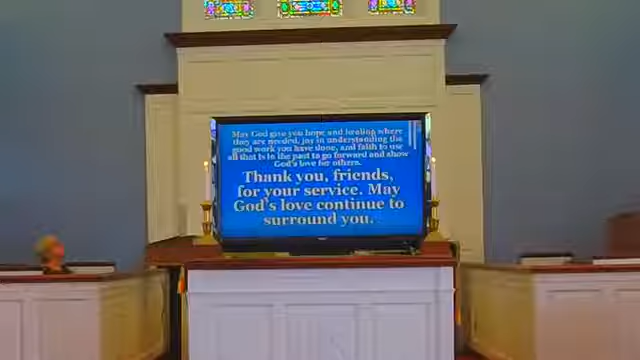 May God give you hope and healing where
they are needed, joy in understanding the
good work you have done, and faith to use
all that is in the past to go forward and show
God's love for others.
Thank you, friends,
for your service. May
God's love continue to
surround you.